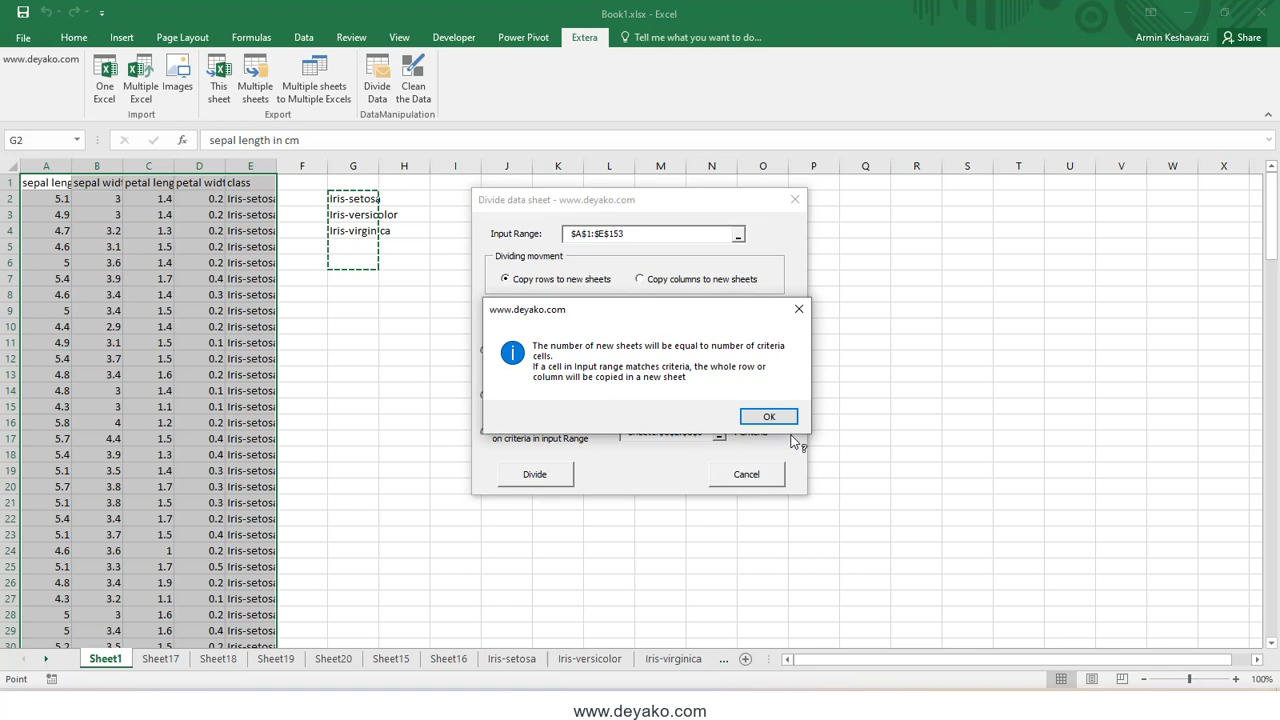 Book1.xlsx - Excel
Armin Keshavarzi
Share
File Home Insert Page Layout Formulas Data Review View Developer Power Pivot Extera Tell me what you want to do...
www.deyako.com
One Excel
Multiple Excel
Images
Import
This sheet
Multiple sheets
Multiple sheets to Multiple Excels
Export
Divide Data
Clean the Data
DataManipulation
G2 fx sepal length in cm
A B C D E F G H I J K L M N O P Q R S T U V W X
1 sepal leng sepal widt petal leng petal widt class
2 5.1 3 1.4 0.2 Iris-setosa Iris-setosa
3 4.9 3 1.4 0.2 Iris-setosa Iris-versicolor
4 4.7 3.2 1.3 0.2 Iris-setosa Iris-virginica
5 4.6 3.1 1.5 0.2 Iris-setosa
6 5 3.6 1.4 0.2 Iris-setosa
7 5.4 3.9 1.7 0.4 Iris-setosa
8 4.6 3.4 1.4 0.3 Iris-setosa
9 5 3.4 1.5 0.2 Iris-setosa
10 4.4 2.9 1.4 0.2 Iris-setosa
11 4.9 3.1 1.5 0.1 Iris-setosa
12 5.4 3.7 1.5 0.2 Iris-setosa
13 4.8 3.4 1.6 0.2 Iris-setosa
14 4.8 3 1.4 0.1 Iris-setosa
15 4.3 3 1.1 0.1 Iris-setosa
16 5.8 4 1.2 0.2 Iris-setosa
17 5.7 4.4 1.5 0.4 Iris-setosa
18 5.4 3.9 1.3 0.4 Iris-setosa
19 5.1 3.5 1.4 0.3 Iris-setosa
20 5.7 3.8 1.7 0.3 Iris-setosa
21 5.1 3.8 1.5 0.3 Iris-setosa
22 5.4 3.4 1.7 0.2 Iris-setosa
23 5.1 3.7 1.5 0.4 Iris-setosa
24 4.6 3.6 1 0.2 Iris-setosa
25 5.1 3.3 1.7 0.5 Iris-setosa
26 4.8 3.4 1.9 0.2 Iris-setosa
27 4.3 3.2 1.1 0.1 Iris-setosa
28 5 3 1.6 0.2 Iris-setosa
29 5 3.4 1.6 0.4 Iris-setosa
30 5.2 3.5 1.5 0.2 Iris-setosa
Divide data sheet - www.deyako.com
Input Range: $A$1:$E$153
Dividing movment
Copy rows to new sheets Copy columns to new sheets
www.deyako.com
The number of new sheets will be equal to number of criteria
cells.
If a cell in Input range matches criteria, the whole row or
column will be copied in a new sheet
OK
on criteria in input Range
Divide Cancel
Sheet1 Sheet17 Sheet18 Sheet19 Sheet20 Sheet15 Sheet16 Iris-setosa Iris-versicolor Iris-virginica ...
Point 100%
www.deyako.com